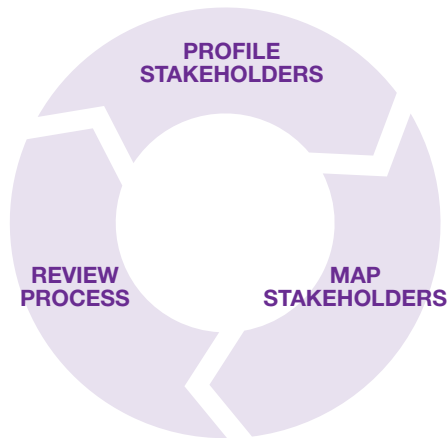 PROFILE
STAKEHOLDERS
MAP
STAKEHOLDERS
REVIEW
PROCESS